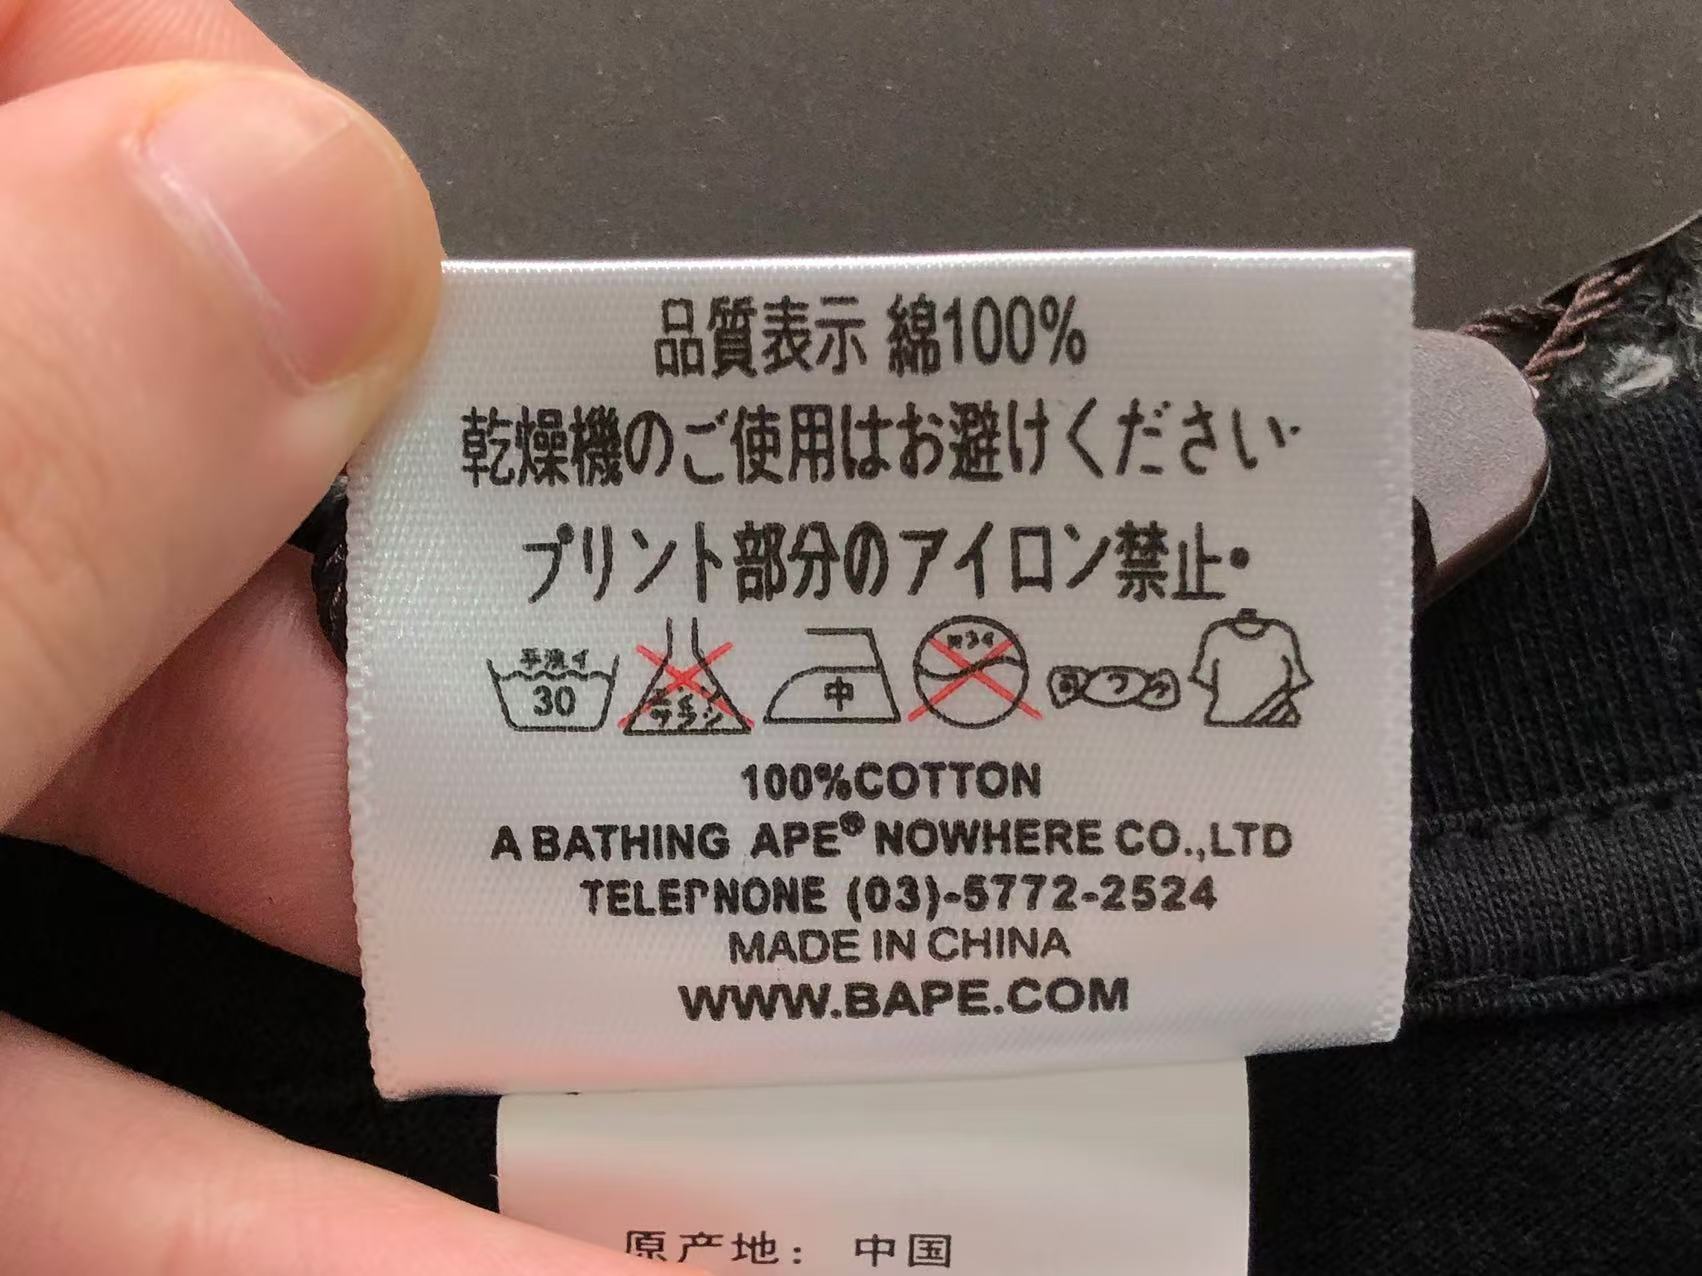 品質表示 綿100%
乾燥機のご使用はお避けください·
プリント部分のアイロン禁止•
手洗イ
30
中
100%COTTON
A BATHING APE® NOWHERE CO.,LTD
TELEPNONE (03)-5772-2524
MADE IN CHINA
WWW.BAPE.COM
原产地： 中国